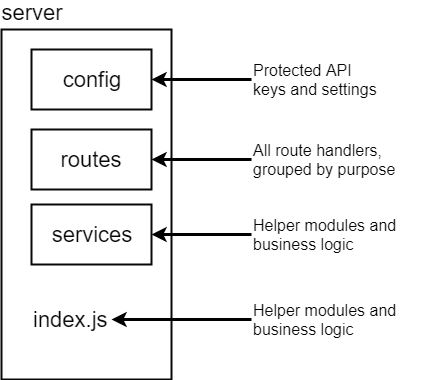 server
config
Protected API
keys and settings
routes
All route handlers,
grouped by purpose
services
Helper modules and
business logic
index.js
Helper modules and
business logic